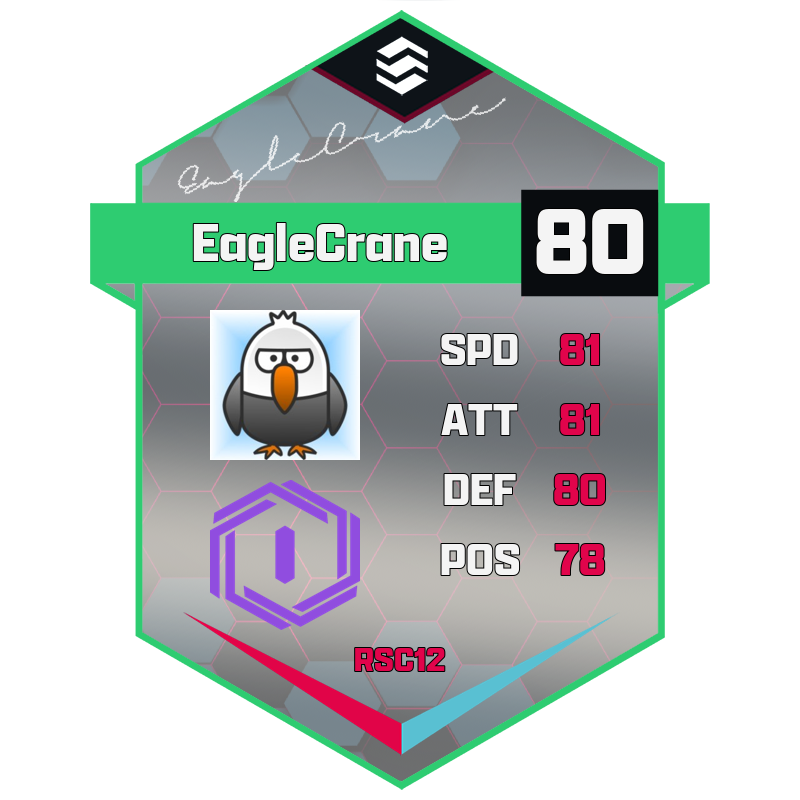 EagleCrane
EagleCrane 80
SPD 81
ATT 81
DEF 80
POS 78
RSC12